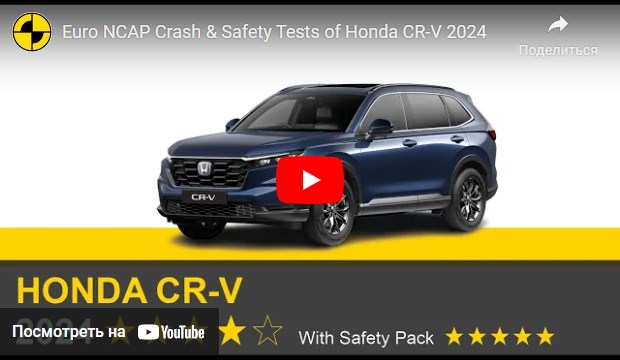 Euro NCAP Crash & Safety Tests of Honda CR-V 2024
Поделиться
CR-V
HONDA CR-V
2024
Посмотреть на YouTube
With Safety Pack